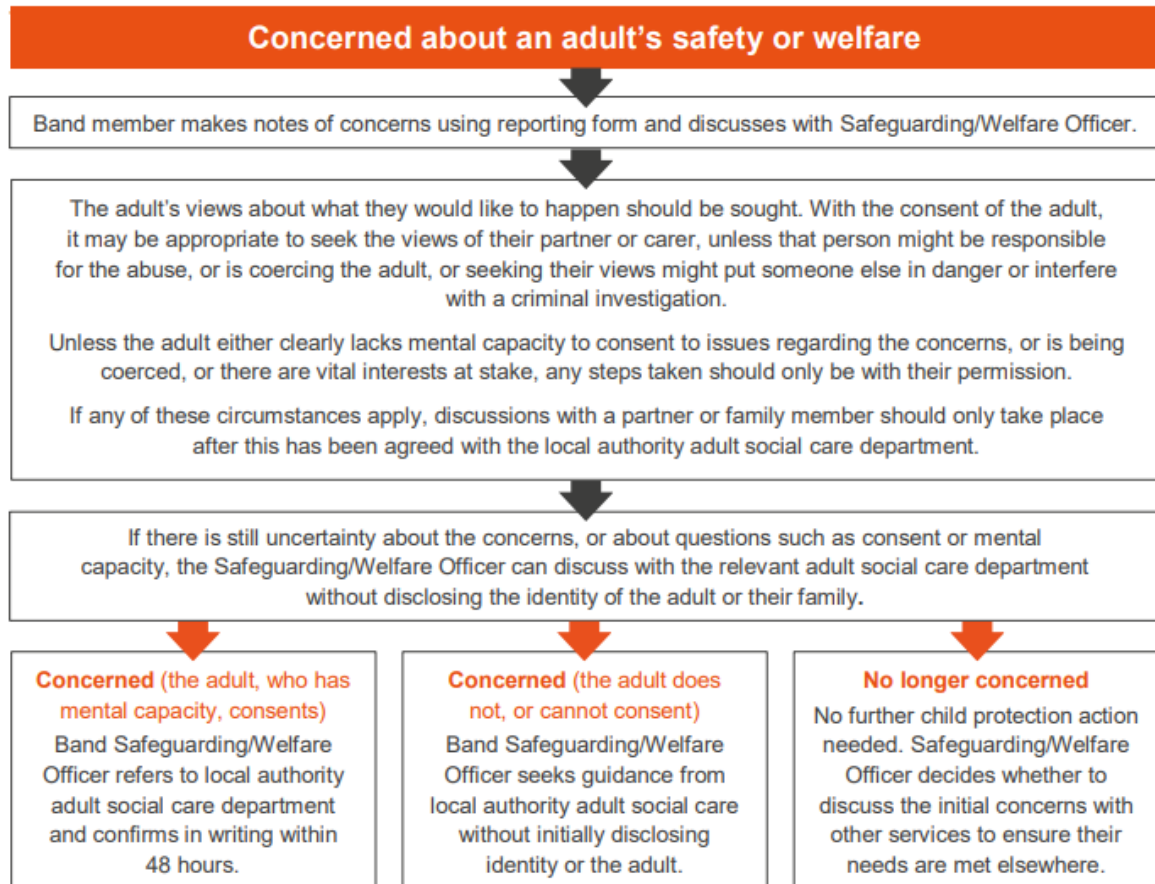 Concerned about an adult's safety or welfare
Band member makes notes of concerns using reporting form and discusses with Safeguarding/Welfare Officer.
The adult's views about what they would like to happen should be sought. With the consent of the adult,
it may be appropriate to seek the views of their partner or carer, unless that person might be responsible
for the abuse, or is coercing the adult, or seeking their views might put someone else in danger or interfere
with a criminal investigation.
Unless the adult either clearly lacks mental capacity to consent to issues regarding the concerns, or is being
coerced, or there are vital interests at stake, any steps taken should only be with their permission.
If any of these circumstances apply, discussions with a partner or family member should only take place
after this has been agreed with the local authority adult social care department.
If there is still uncertainty about the concerns, or about questions such as consent or mental
capacity, the Safeguarding/Welfare Officer can discuss with the relevant adult social care department
without disclosing the identity of the adult or their family.
Concerned (the adult, who has
mental capacity, consents)
Band Safeguarding/Welfare
Officer refers to local authority
adult social care department
and confirms in writing within
48 hours.
Concerned (the adult does
not, or cannot consent)
Band Safeguarding/Welfare
Officer seeks guidance from
local authority adult social care
without initially disclosing
identity or the adult.
No longer concerned
No further child protection action
needed. Safeguarding/Welfare
Officer decides whether to
discuss the initial concerns with
other services to ensure their
needs are met elsewhere.